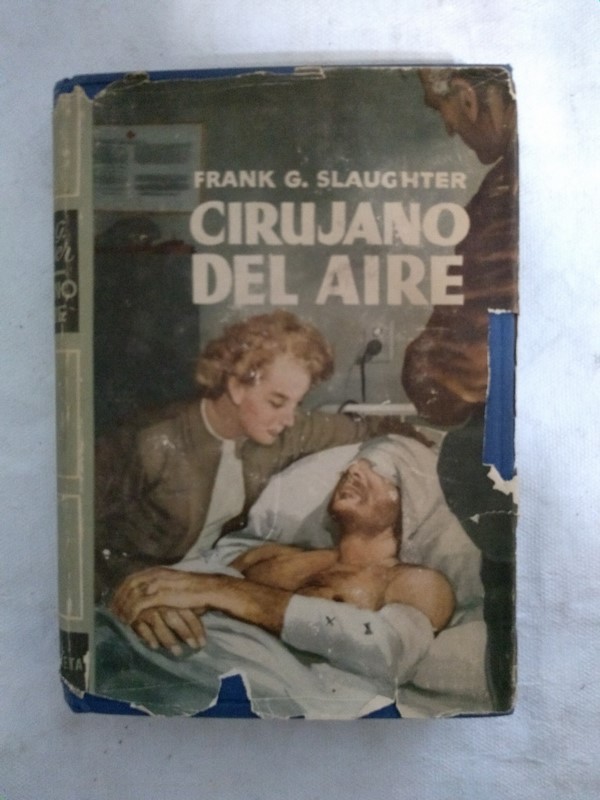 FRANK G. SLAUGHTER
CIRUJANO
DEL AIRE